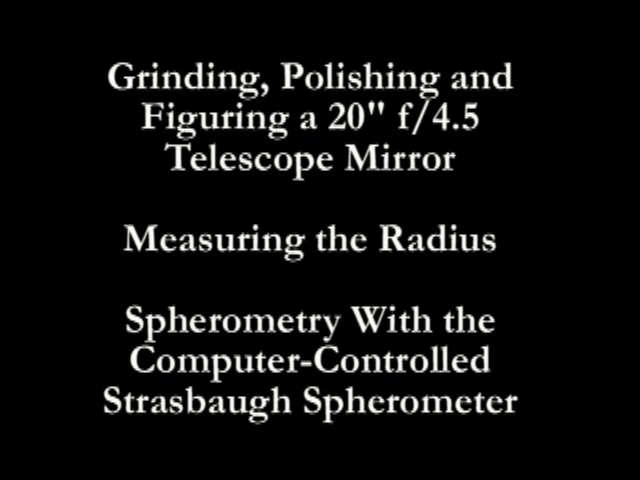 Grinding, Polishing and
Figuring a 20" f/4.5
Telescope Mirror
Measuring the Radius
Spherometry With the
Computer-Controlled
Strasbaugh Spherometer